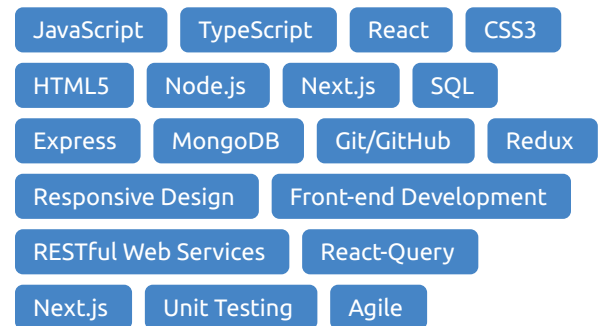 JavaScript TypeScript React CSS3
HTML5 Node.js Next.js SQL
Express MongoDB Git/GitHub Redux
Responsive Design Front-end Development
RESTful Web Services React-Query
Next.js Unit Testing Agile